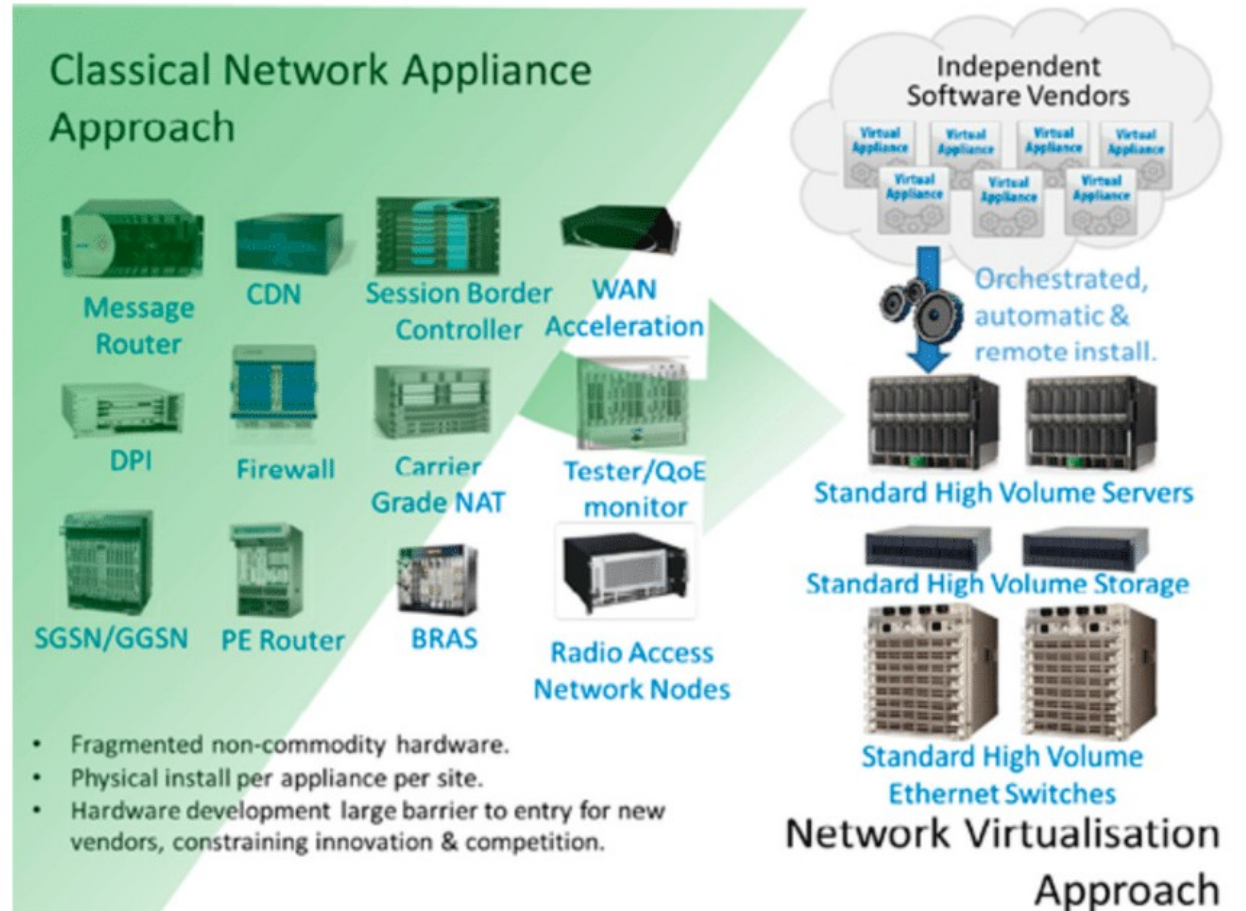 Classical Network Appliance
Approach
Message
Router
CDN
Session Border
Controller
WAN
Acceleration
DPI
Firewall
Carrier
Grade NAT
Tester/QoE
monitor
SGSN/GGSN
PE Router
BRAS
Radio Access
Network Nodes
• Fragmented non-commodity hardware.
• Physical install per appliance per site.
• Hardware development large barrier to entry for new
vendors, constraining innovation & competition.
Independent
Software Vendors
Virtual
Appliance
Virtual
Appliance
Virtual
Appliance
Virtual
Appliance
Virtual
Appliance
Virtual
Appliance
Virtual
Appliance
Orchestrated,
automatic &
remote install.
Standard High Volume Servers
Standard High Volume Storage
Standard High Volume
Ethernet Switches
Network Virtualisation
Approach